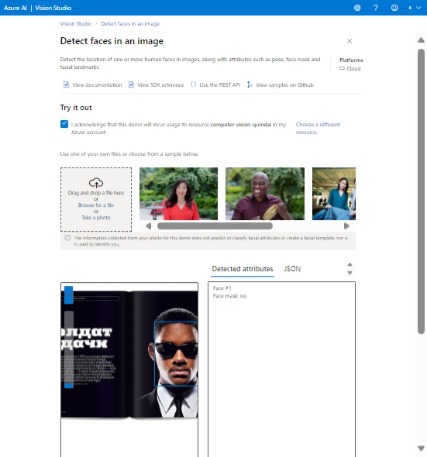 Azure AI | Vision Studio
Vision Studio > Detect faces in an image
Detect faces in an image
Detect the location of one or more human faces in images, along with attributes such as pose, face mask and
facial landmarks.
Platforms
Cloud
View documentation
View SDK reference
Use the REST API
View samples on Github
Try it out
I acknowledge that this demo will incur usage to resource computer-vision-quindai in my
Azure account.
Choose a different
resource.
Use one of your own files or choose from a sample below.
Drag and drop a file here
or
Browse for a file
or
Take a photo
The information collected from your photo for this demo does not predict or classify facial attributes or create a facial template, nor is
it used to identify you.
Detected attributes
JSON
Face #1
Face mask: no
олдат
дачи